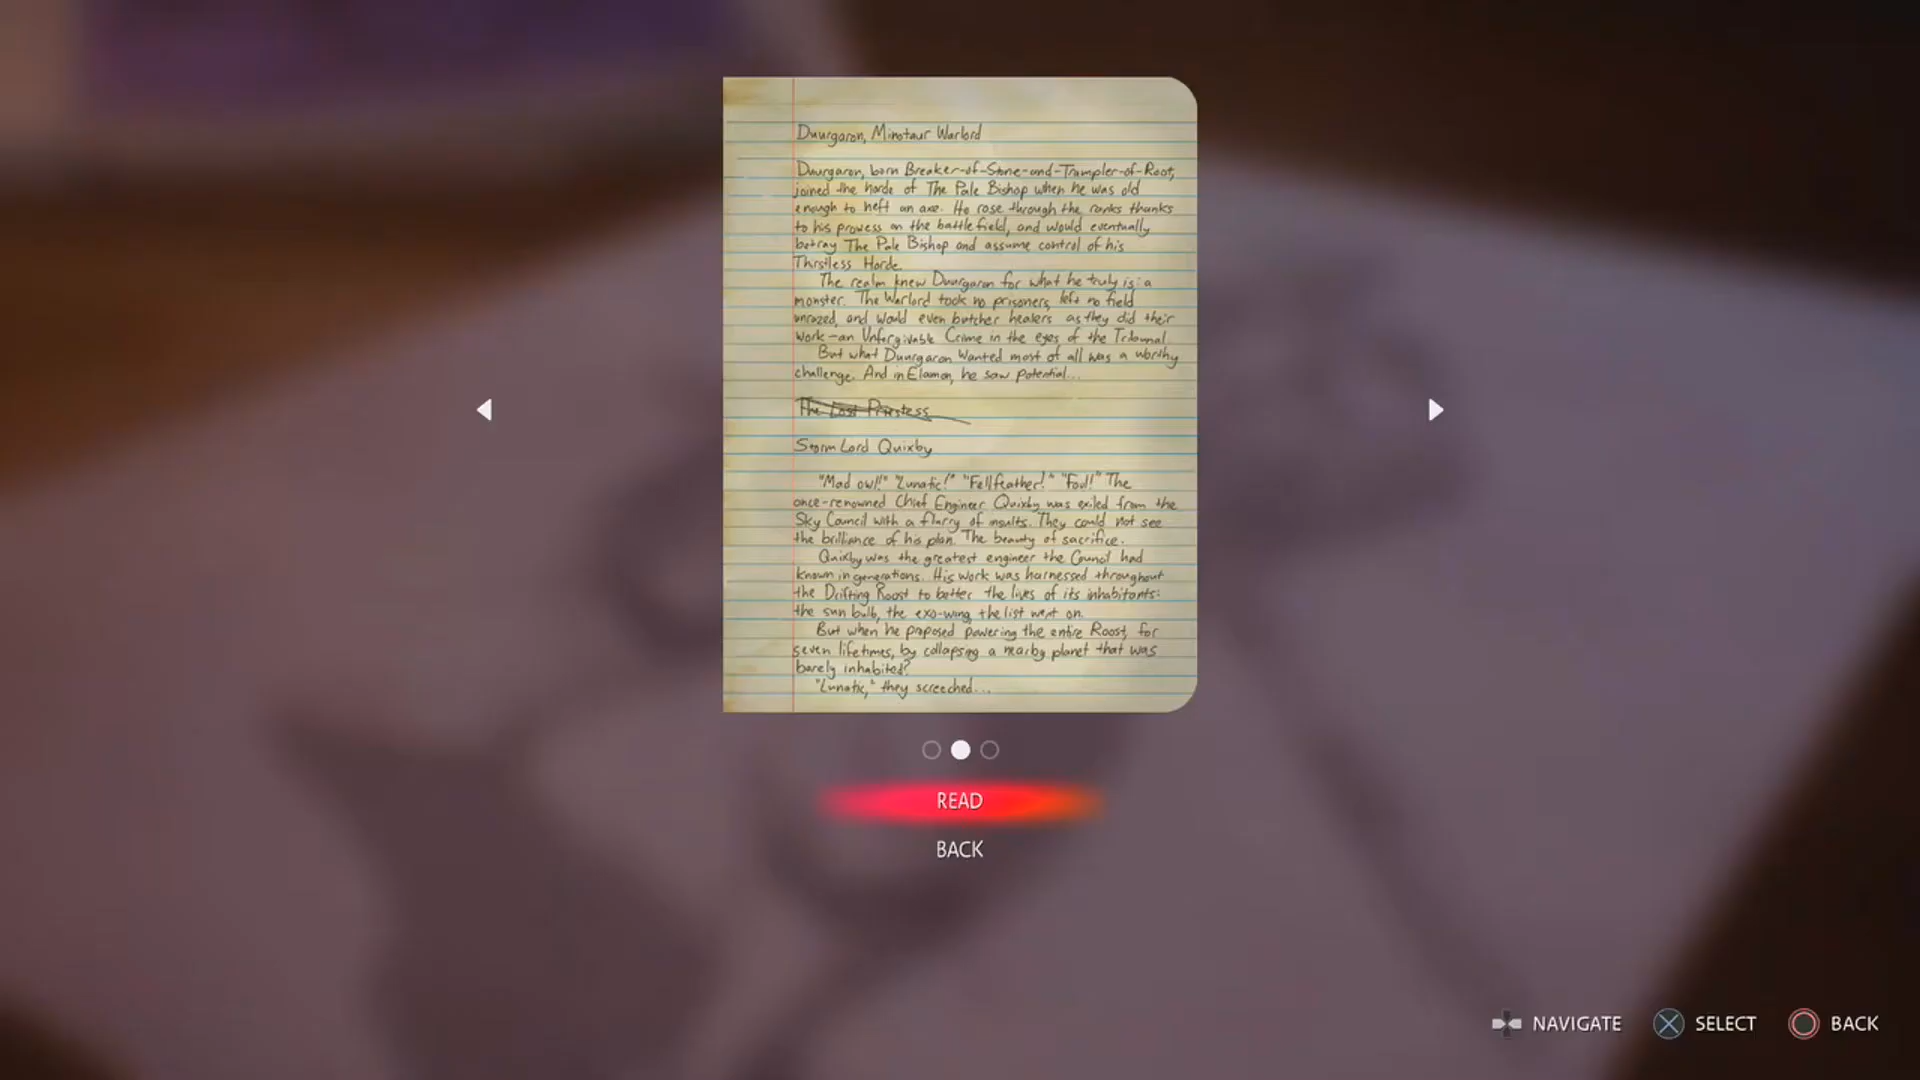 Duurgaron, Minotaur Warlord
Duurgaron, born Breaker-of-Stone-and-Trampler-of-Root,
joined the horde of The Pale Bishop when he was old
enough to heft an axe. He rose through the ranks thanks
to his prowess on the battlefield, and would eventually
betray The Pale Bishop and assume control of his
Thirstless Horde.
The realm knew Duurgaron for what he truly is: a
monster. The Warlord took no prisoners, left no field
unrazed, and would even butcher healers as they did their
work—an Unforgivable Crime in the eyes of the Tribunal.
But what Duurgaron wanted most of all was a worthy
challenge. And in Elamon, he saw potential...
The Lost Priestess
Storm Lord Quixby
"Mad owl!" "Lunatic!" "Fellfeather!" "Foul!" The
once-renowned Chief Engineer Quixby was exiled from the
Sky Council with a flurry of insults. They could not see
the brilliance of his plan. The beauty of sacrifice.
Quixby was the greatest engineer the Council had
known in generations. His work was harnessed throughout
the Drifting Roost to better the lives of its inhabitants:
the sun bulb, the exo-wing, the list went on.
But when he proposed powering the entire Roost, for
seven lifetimes, by collapsing a nearby planet that was
barely inhabited?
"Lunatic," they screeched...
READ
BACK
NAVIGATE SELECT BACK